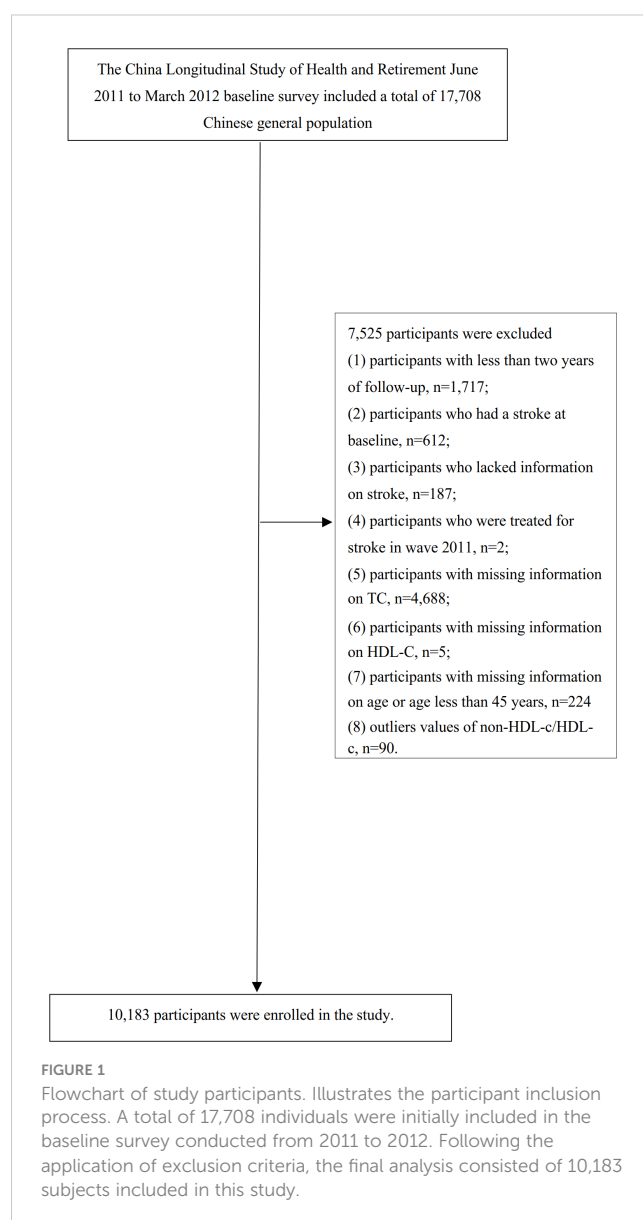 The China Longitudinal Study of Health and Retirement June
2011 to March 2012 baseline survey included a total of 17,708
Chinese general population
7,525 participants were excluded
(1) participants with less than two years
of follow-up, n=1,717;
(2) participants who had a stroke at
baseline, n=612;
(3) participants who lacked information
on stroke, n=187;
(4) participants who were treated for
stroke in wave 2011, n=2;
(5) participants with missing information
on TC, n=4,688;
(6) participants with missing information
on HDL-C, n=5;
(7) participants with missing information
on age or age less than 45 years, n=224
(8) outliers values of non-HDL-c/HDL-
c, n=90.
10,183 participants were enrolled in the study.
FIGURE 1
Flowchart of study participants. Illustrates the participant inclusion
process. A total of 17,708 individuals were initially included in the
baseline survey conducted from 2011 to 2012. Following the
application of exclusion criteria, the final analysis consisted of 10,183
subjects included in this study.